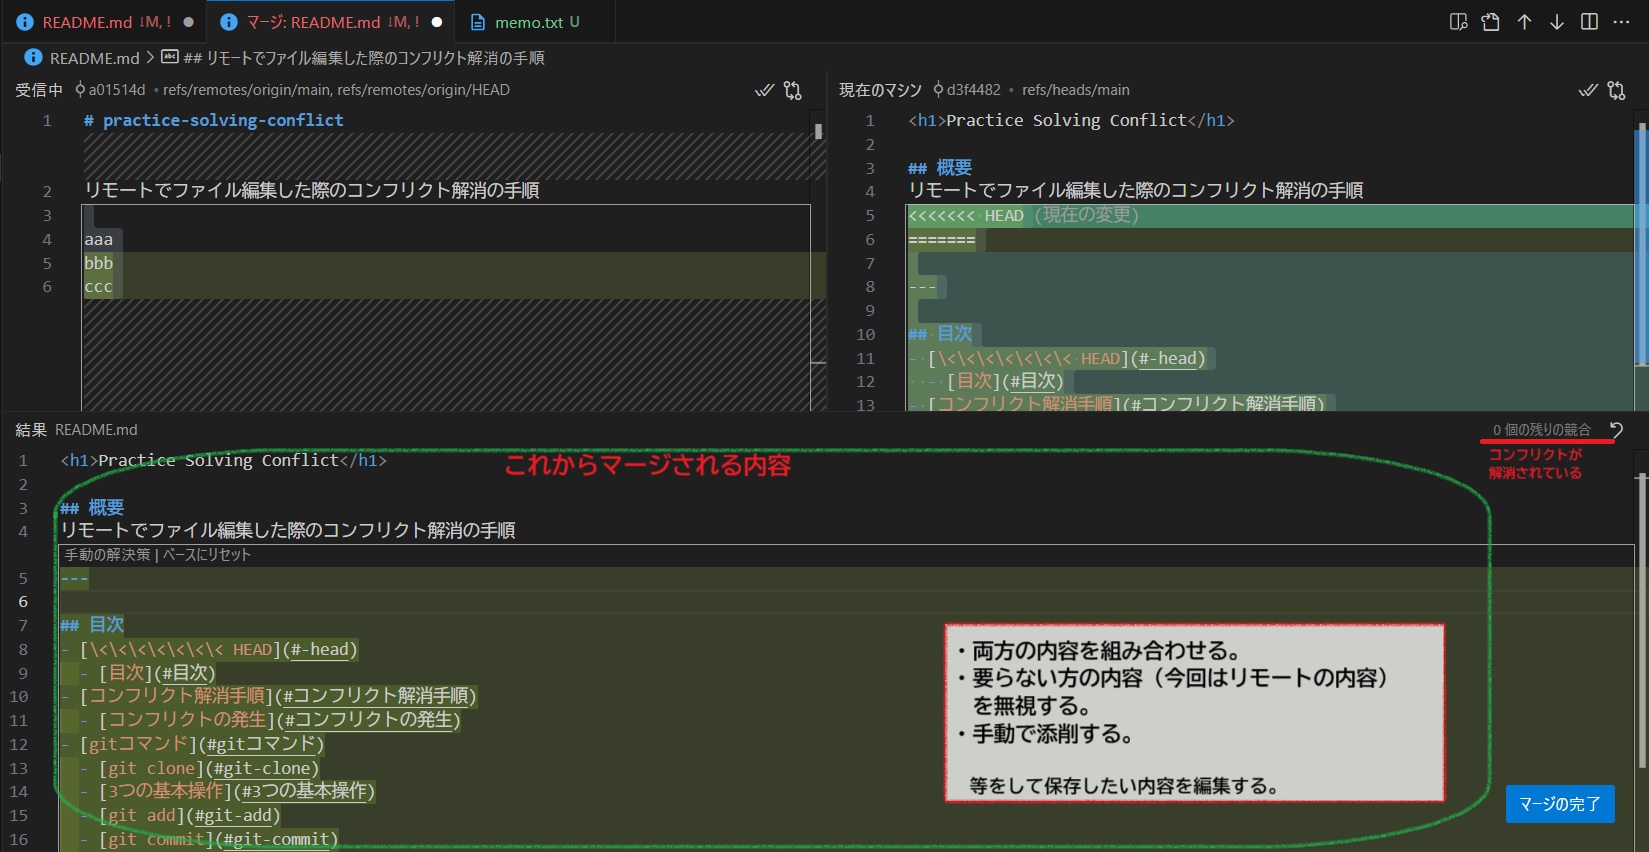 README.md ↓M, ! ●
マージ: README.md ↓M, ! ●
memo.txt U
README.md > ## リモートでファイル編集した際のコンフリクト解消の手順
受信中 a01514d • refs/remotes/origin/main, refs/remotes/origin/HEAD
1 # practice-solving-conflict
2 リモートでファイル編集した際のコンフリクト解消の手順
3
4 aaa
5 bbb
6 ccc
現在のマシン d3f4482 • refs/heads/main
1 <h1>Practice Solving Conflict</h1>
2
3 ## 概要
4 リモートでファイル編集した際のコンフリクト解消の手順
5 <<<<<<< HEAD (現在の変更)
6 =======
7
8 ---
9
10 ## 目次
11 - [\<\<\<\<\<\<\< HEAD](#-head)
12   - [目次](#目次)
13 - [コンフリクト解消手順](#コンフリクト解消手順)
結果 README.md
0 個の残りの競合
コンフリクトが
解消されている
これからマージされる内容
1 <h1>Practice Solving Conflict</h1>
2
3 ## 概要
4 リモートでファイル編集した際のコンフリクト解消の手順
手動の解決策 | ベースにリセット
5 ---
6
7 ## 目次
8 - [\<\<\<\<\<\<\< HEAD](#-head)
9   - [目次](#目次)
10 - [コンフリクト解消手順](#コンフリクト解消手順)
11   - [コンフリクトの発生](#コンフリクトの発生)
12 - [gitコマンド](#gitコマンド)
13   - [git clone](#git-clone)
14   - [3つの基本操作](#3つの基本操作)
15   - [git add](#git-add)
16   - [git commit](#git-commit)
・両方の内容を組み合わせる。
・要らない方の内容（今回はリモートの内容）
を無視する。
・手動で添削する。
等をして保存したい内容を編集する。
マージの完了